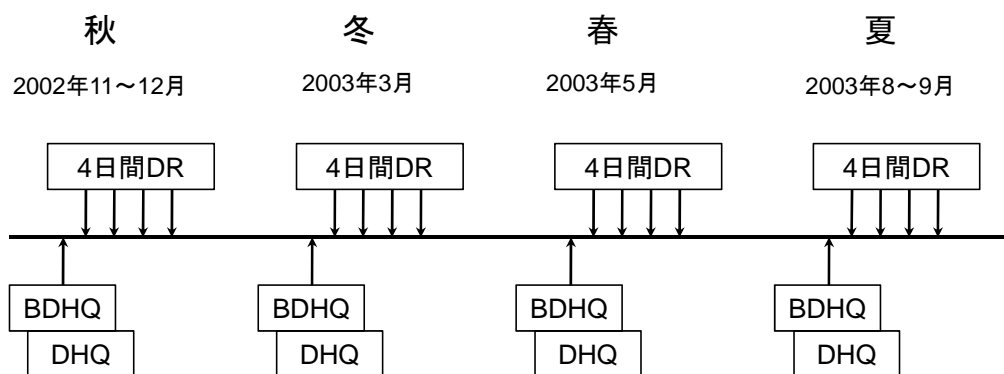 秋
冬
春
夏
2002年11～12月
2003年3月
2003年5月
2003年8～9月
4日間DR
4日間DR
4日間DR
4日間DR
BDHQ
BDHQ
BDHQ
BDHQ
DHQ
DHQ
DHQ
DHQ